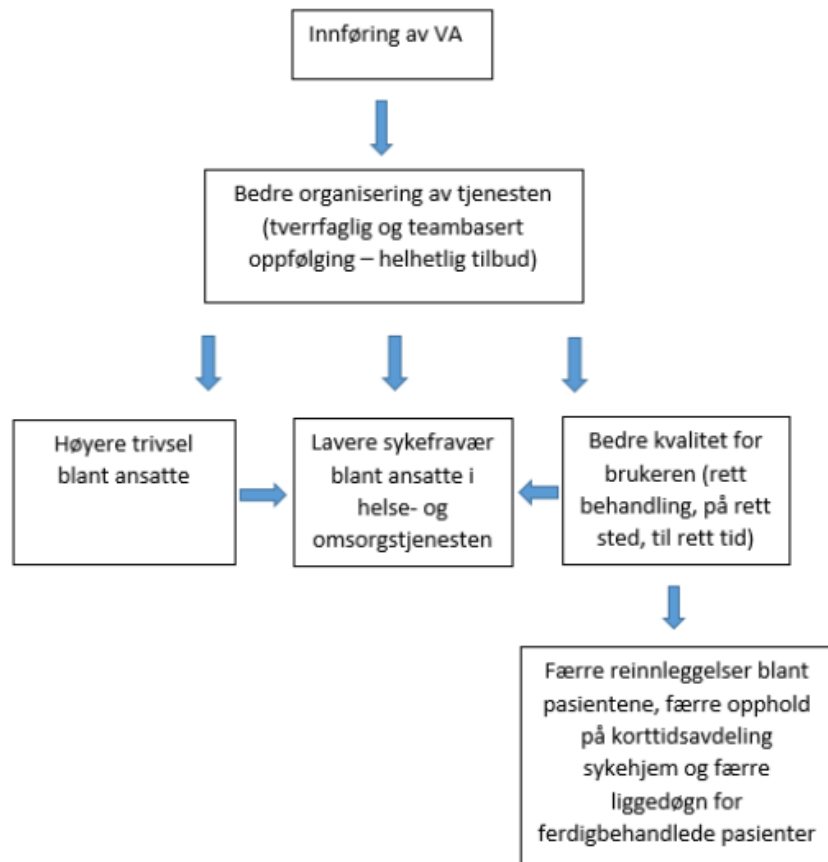 Innføring av VA
Bedre organisering av tjenesten
(tverrfaglig og teambasert
oppfølging – helhetlig tilbud)
Høyere trivsel
blant ansatte
Lavere sykefravær
blant ansatte i
helse- og
omsorgstjenesten
Bedre kvalitet for
brukeren (rett
behandling, på rett
sted, til rett tid)
Færre reinnleggelser blant
pasientene, færre opphold
på korttidsavdeling
sykehjem og færre
liggedøgn for
ferdigbehandlede pasienter